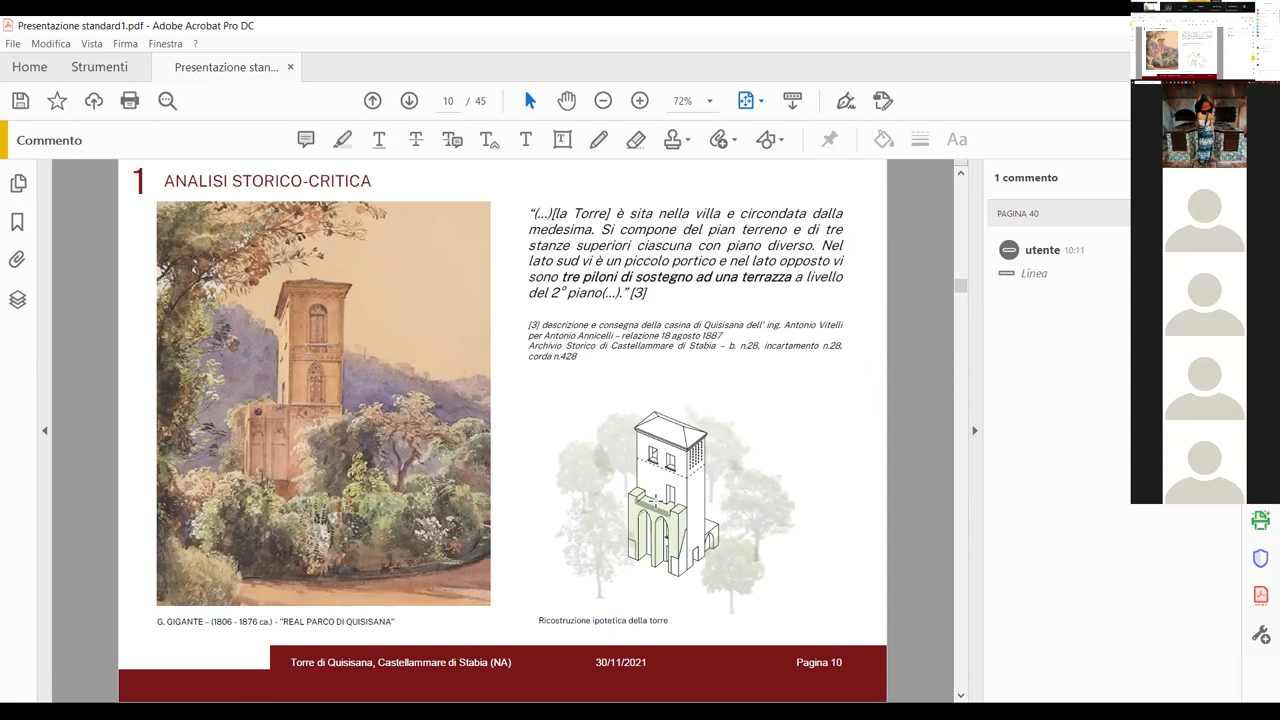 Presentazione standard1.pdf - Adobe Acrobat Pro DC
File Modifica Vista Firma Finestra ?
Home Strumenti Presentazione stan... ×
10 / 45 72%
Commento
1 ANALISI STORICO-CRITICA
“(...)[la Torre] è sita nella villa e circondata dalla
medesima. Si compone del pian terreno e di tre
stanze superiori ciascuna con piano diverso. Nel
lato sud vi è un piccolo portico e nel lato opposto vi
sono tre piloni di sostegno ad una terrazza a livello
del 2° piano(...).” [3]
[3] descrizione e consegna della casina di Quisisana dell’ ing. Antonio Vitelli
per Antonio Annicelli – relazione 18 agosto 1887
Archivio Storico di Castellammare di Stabia – b. n.28, incartamento n.28,
corda n.428
G. GIGANTE – (1806 - 1876 ca.) - "REAL PARCO DI QUISISANA"
Ricostruzione ipotetica della torre
Torre di Quisisana, Castellammare di Stabia (NA) 30/11/2021 Pagina 10
1 commento
PAGINA 40
utente 10:11
Linea